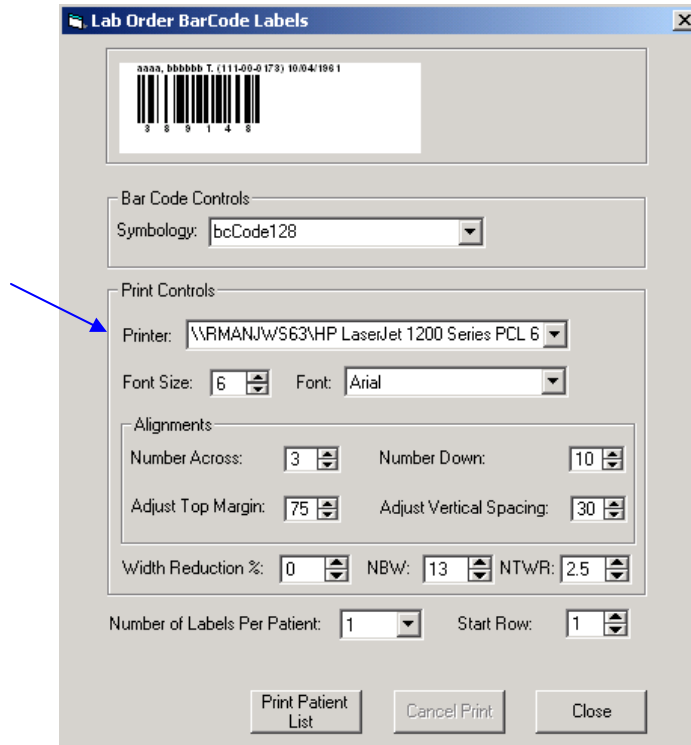 Lab Order BarCode Labels
aaaa, bbbbbb T. (111-00-0173) 10/04/1961
3 8 9 1 4 8
Bar Code Controls
Symbology: bcCode128
Print Controls
Printer: \\RMANJWS63\HP LaserJet 1200 Series PCL 6
Font Size: 6 Font: Arial
Alignments
Number Across: 3 Number Down: 10
Adjust Top Margin: 75 Adjust Vertical Spacing: 30
Width Reduction %: 0 NBW: 13 NTWR: 2.5
Number of Labels Per Patient: 1 Start Row: 1
Print Patient
List
Cancel Print
Close